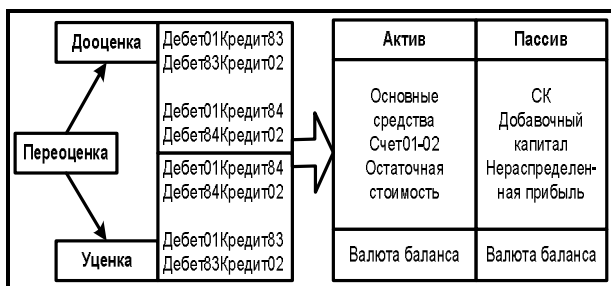 Дооценка
Дебет01Кредит83
Дебет83Кредит02
Дебет01Кредит84
Дебет84Кредит02
Переоценка
Дебет01Кредит84
Дебет84Кредит02
Дебет01Кредит83
Дебет83Кредит02
Уценка
Актив
Пассив
Основные
средства
Счет01-02
Остаточная
стоимость
СК
Добавочный
капитал
Нераспределен-
ная прибыль
Валюта баланса
Валюта баланса